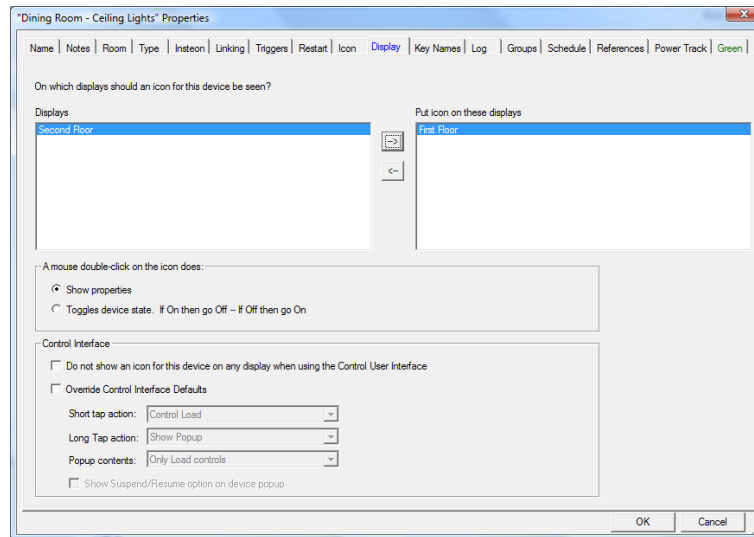 "Dining Room - Ceiling Lights" Properties
Name Notes Room Type Insteon Linking Triggers Restart Icon Display Key Names Log Groups Schedule References Power Track Green
On which displays should an icon for this device be seen?
Displays Put icon on these displays
Second Floor First Floor
-->
<--
A mouse double-click on the icon does:
Show properties
Toggles device state. If On then go Off -- If Off then go On
Control Interface
Do not show an icon for this device on any display when using the Control User Interface
Override Control Interface Defaults
Short tap action: Control Load
Long Tap action: Show Popup
Popup contents: Only Load controls
Show Suspend/Resume option on device popup
OK Cancel